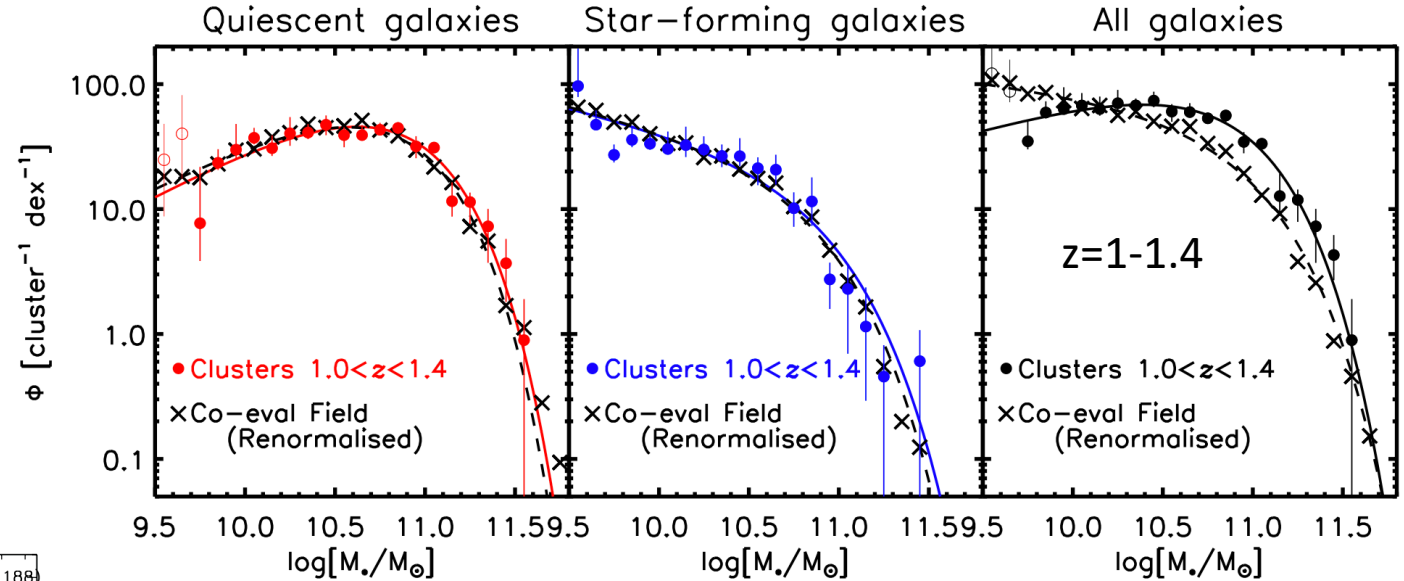 Quiescent galaxies
Star-forming galaxies
All galaxies
Φ [cluster⁻¹ dex⁻¹]
100.0
10.0
1.0
0.1
z=1-1.4
Clusters 1.0<z<1.4
×Co-eval Field
(Renormalised)
Clusters 1.0<z<1.4
×Co-eval Field
(Renormalised)
Clusters 1.0<z<1.4
×Co-eval Field
(Renormalised)
9.5 10.0 10.5 11.0 11.5
9.5 10.0 10.5 11.0 11.5
9.5 10.0 10.5 11.0 11.5
log[M⋆/M⊙]
log[M⋆/M⊙]
log[M⋆/M⊙]